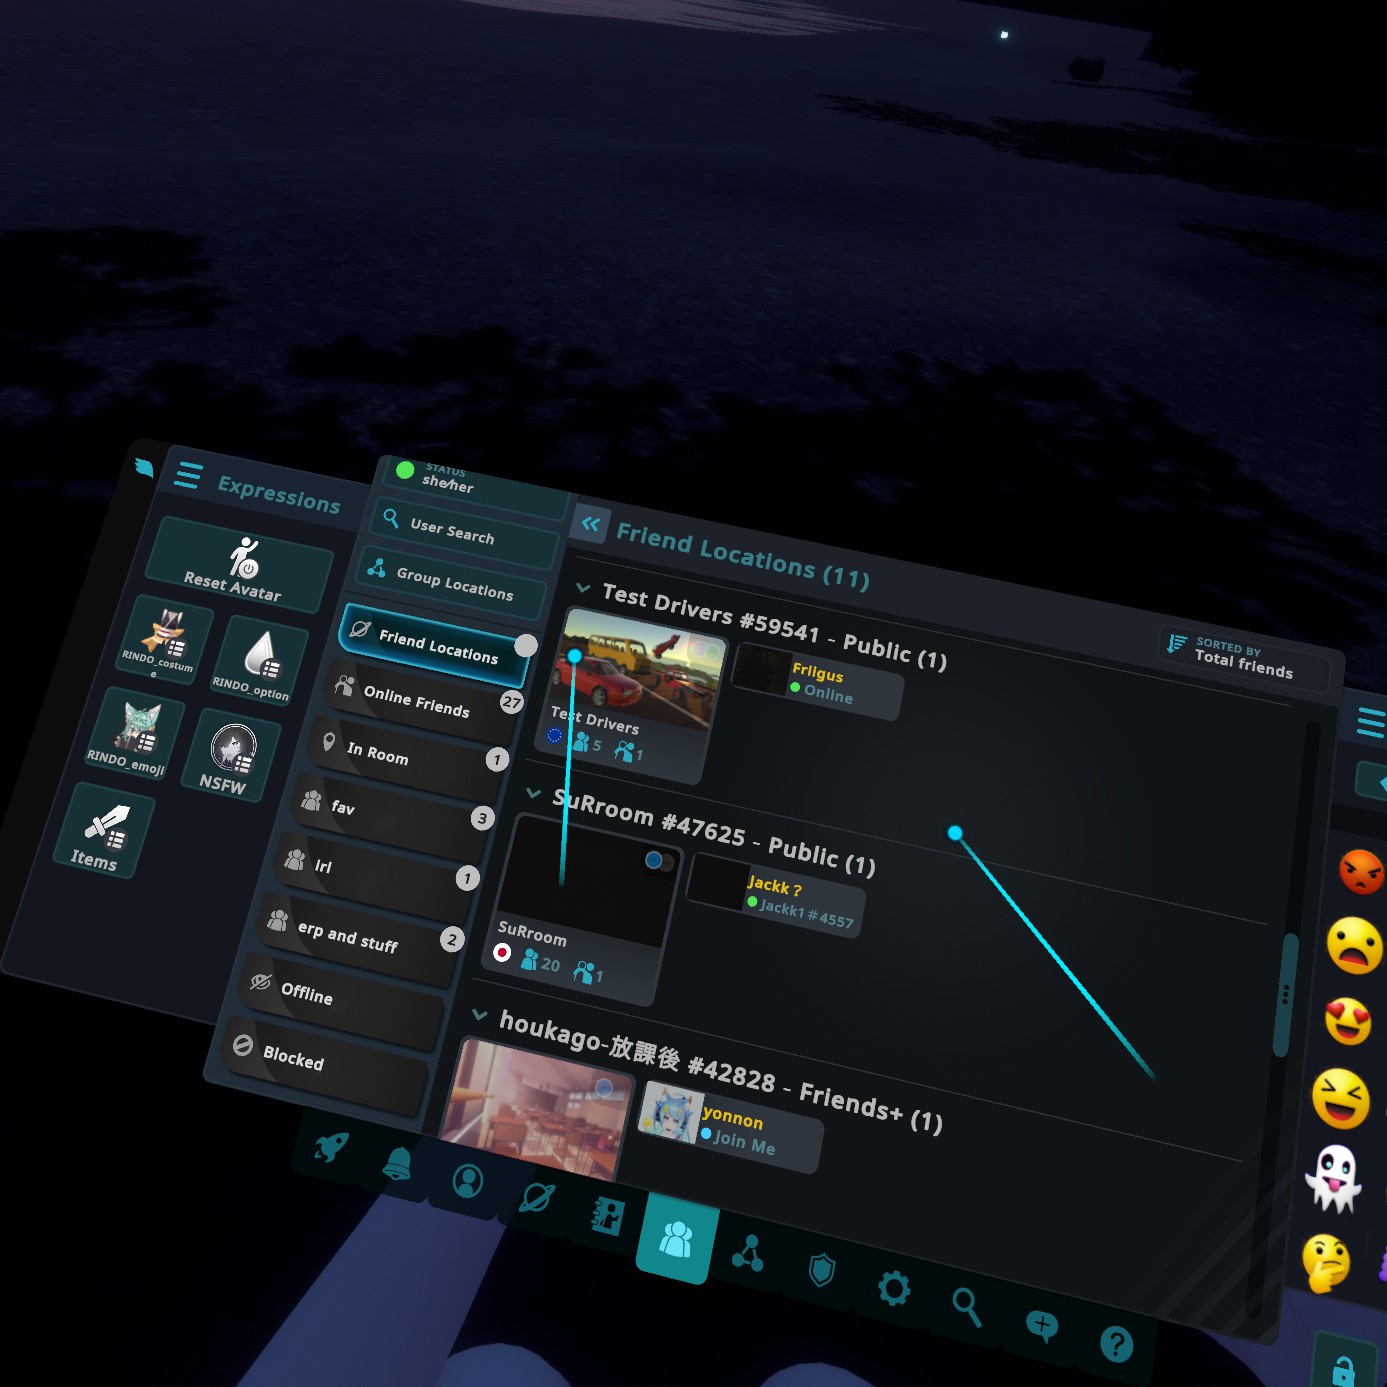 Expressions
Reset Avatar
RINDO_costum
e
RINDO_option
RINDO_emoji
NSFW
Items
STATUS
she/her
User Search
Group Locations
Friend Locations
Online Friends
27
In Room
1
fav
3
irl
1
erp and stuff
2
Offline
Blocked
Friend Locations (11)
SORTED BY
Total friends
Test Drivers #59541 - Public (1)
Test Drivers
5
1
Friigus
Online
SuRroom #47625 - Public (1)
SuRroom
20
1
Jackk ?
Jackk1#4557
houkago-放課後 #42828 - Friends+ (1)
yonnon
Join Me